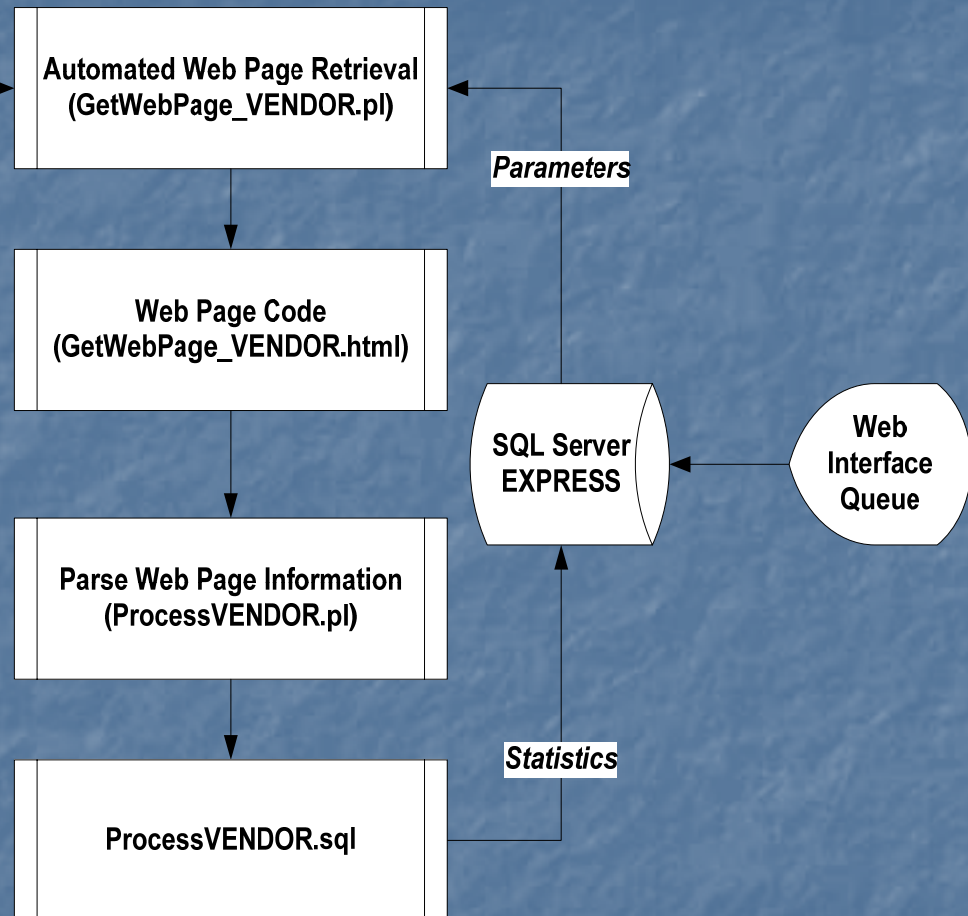 Automated Web Page Retrieval
(GetWebPage_VENDOR.pl)
Parameters
Web Page Code
(GetWebPage_VENDOR.html)
SQL Server
EXPRESS
Web
Interface
Queue
Parse Web Page Information
(ProcessVENDOR.pl)
Statistics
ProcessVENDOR.sql